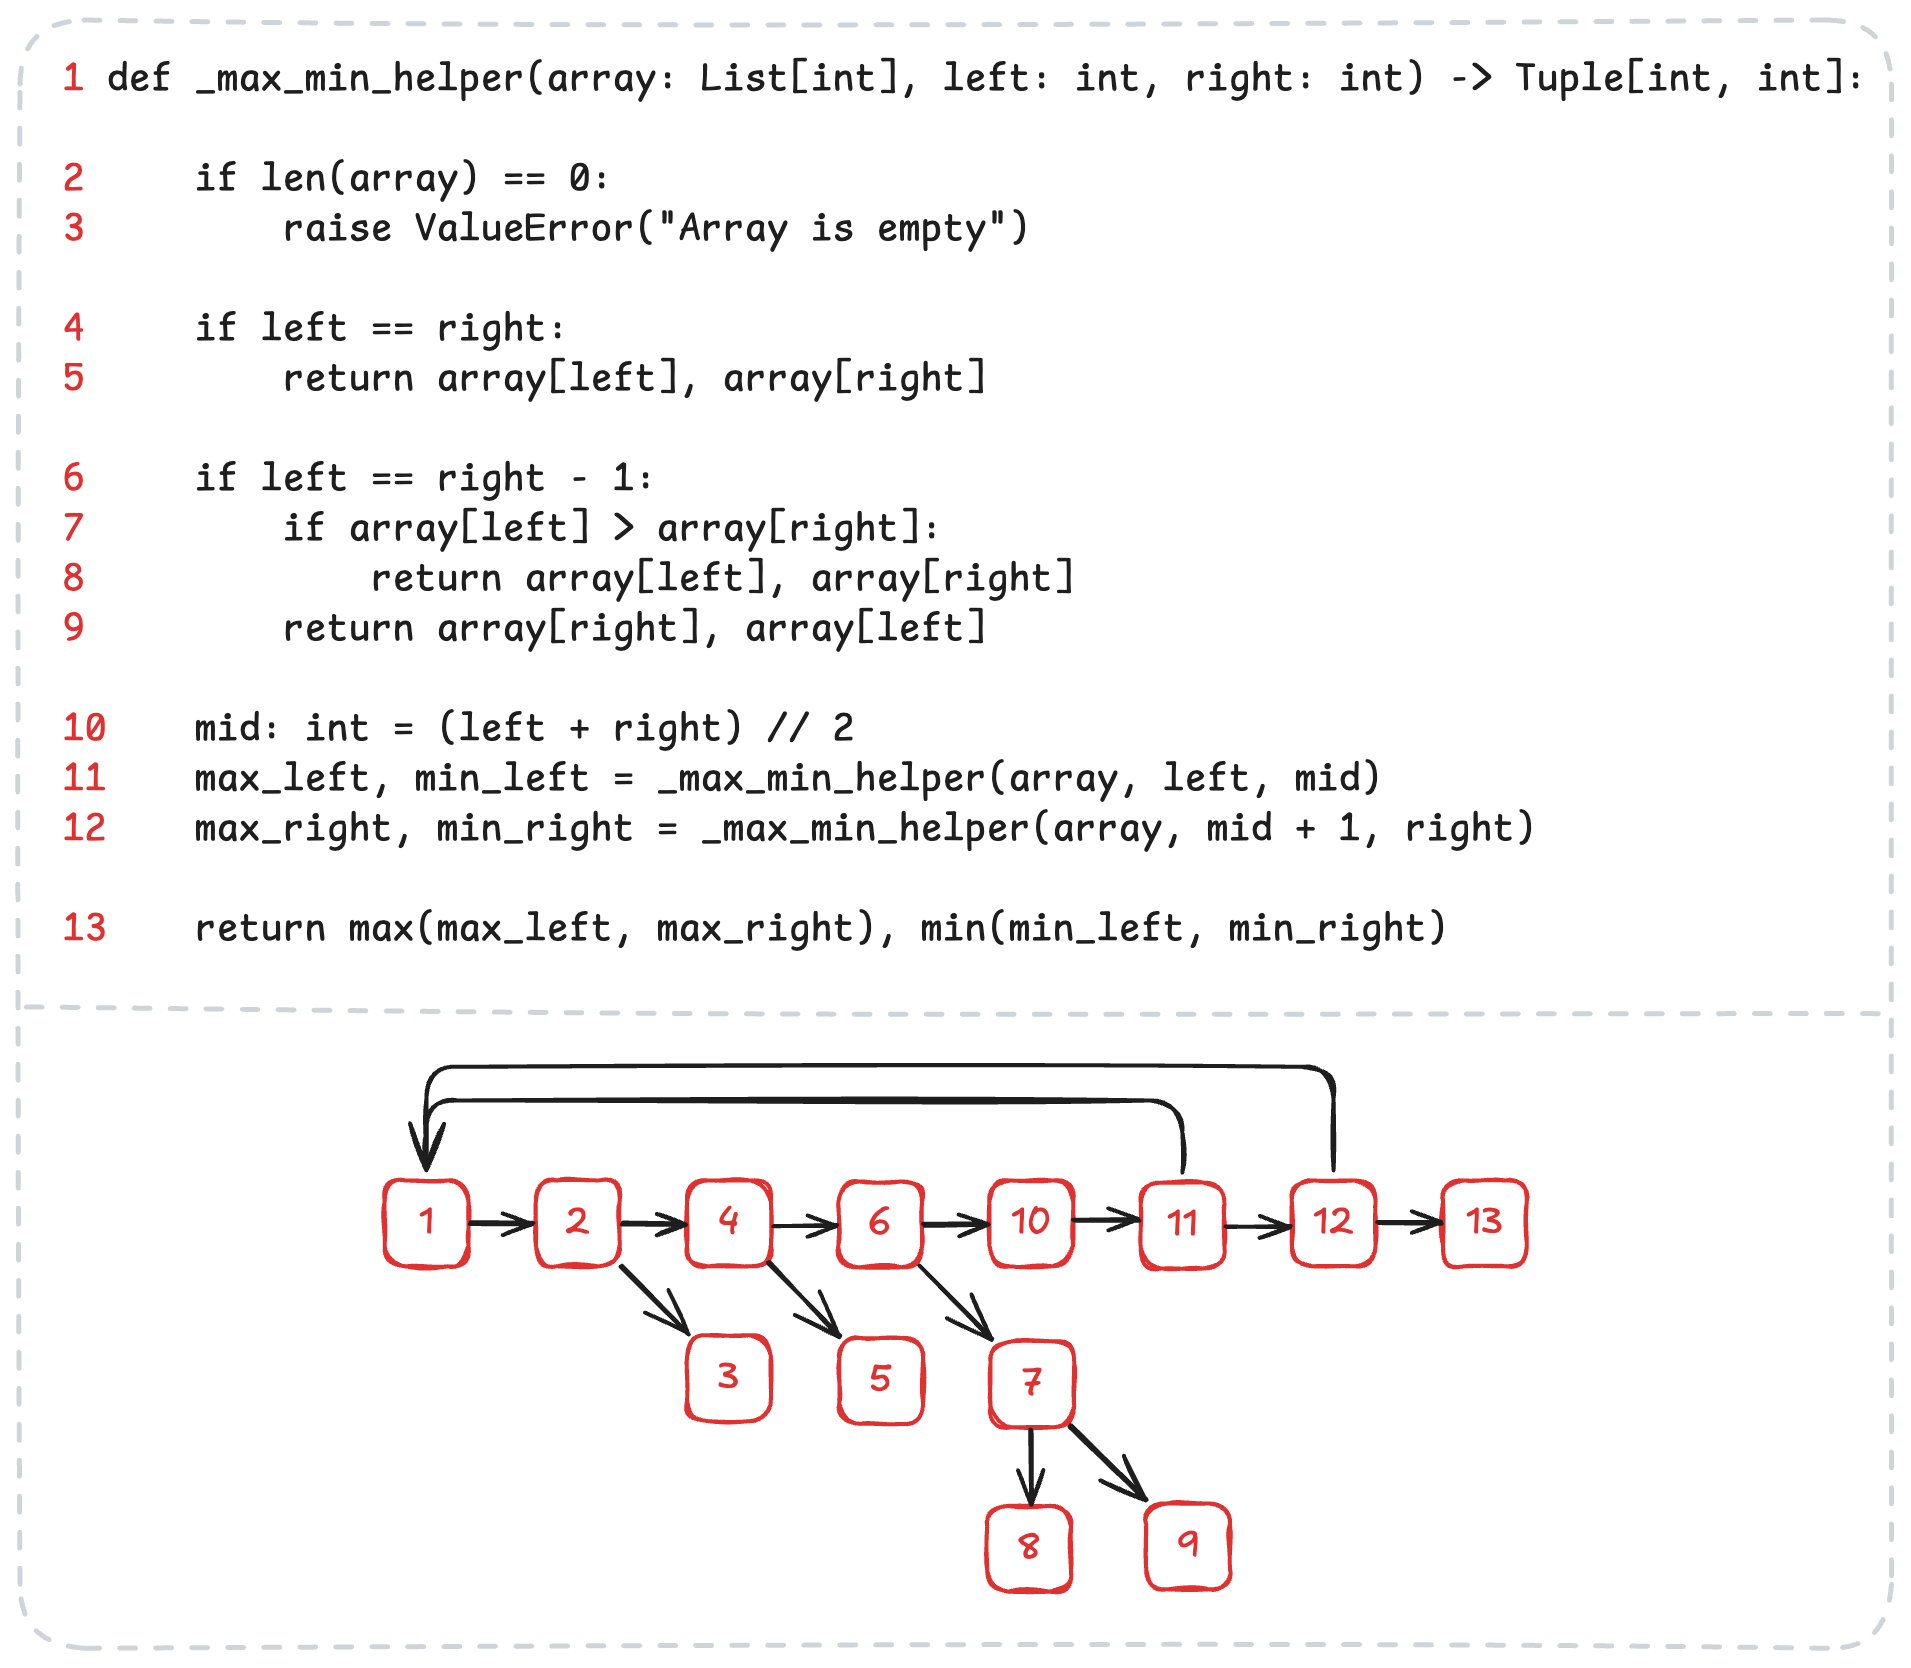 1 def _max_min_helper(array: List[int], left: int, right: int) -> Tuple[int, int]:
2 if len(array) == 0:
3 raise ValueError("Array is empty")
4 if left == right:
5 return array[left], array[right]
6 if left == right - 1:
7 if array[left] > array[right]:
8 return array[left], array[right]
9 return array[right], array[left]
10 mid: int = (left + right) // 2
11 max_left, min_left = _max_min_helper(array, left, mid)
12 max_right, min_right = _max_min_helper(array, mid + 1, right)
13 return max(max_left, max_right), min(min_left, min_right)
1 2 4 6 10 11 12 13
3 5 7
8 9